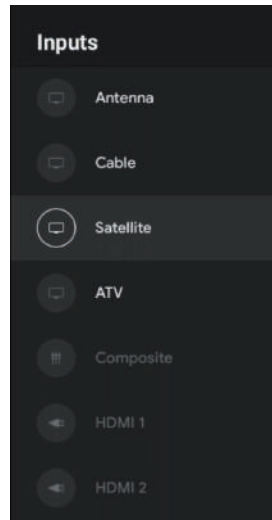 Inputs
Antenna
Cable
Satellite
ATV
Composite
HDMI 1
HDMI 2